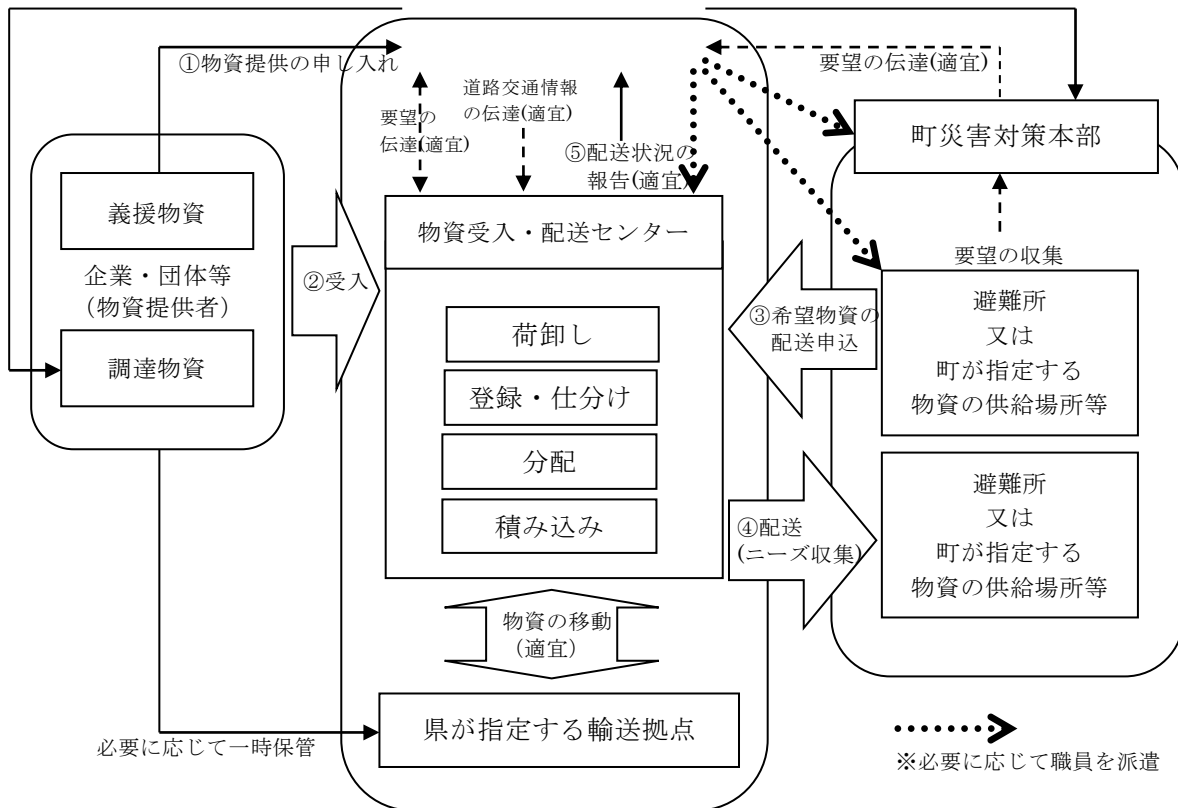 ①物資提供の申し入れ
要望の
伝達(適宜)
道路交通情報
の伝達(適宜)
⑤配送状況の
報告(適宜)
要望の伝達(適宜)
町災害対策本部
要望の収集
義援物資
企業・団体等
(物資提供者)
調達物資
②受入
物資受入・配送センター
荷卸し
登録・仕分け
分配
積み込み
③希望物資の
配送申込
避難所
又は
町が指定する
物資の供給場所等
④配送
(ニーズ収集)
避難所
又は
町が指定する
物資の供給場所等
物資の移動
(適宜)
県が指定する輸送拠点
必要に応じて一時保管
※必要に応じて職員を派遣